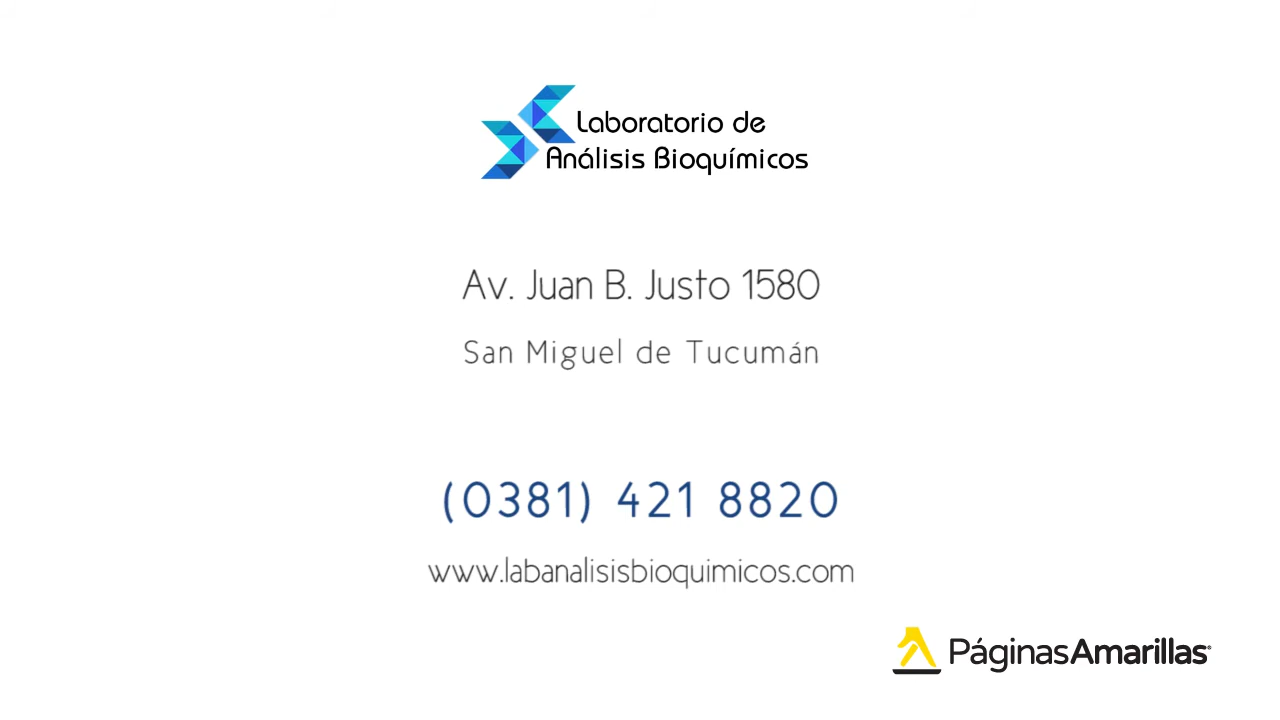 Laboratorio de
Análisis Bioquímicos
Av. Juan B. Justo 1580
San Miguel de Tucumán
(0381) 421 8820
www.labanalisisbioquimicos.com
PáginasAmarillas®